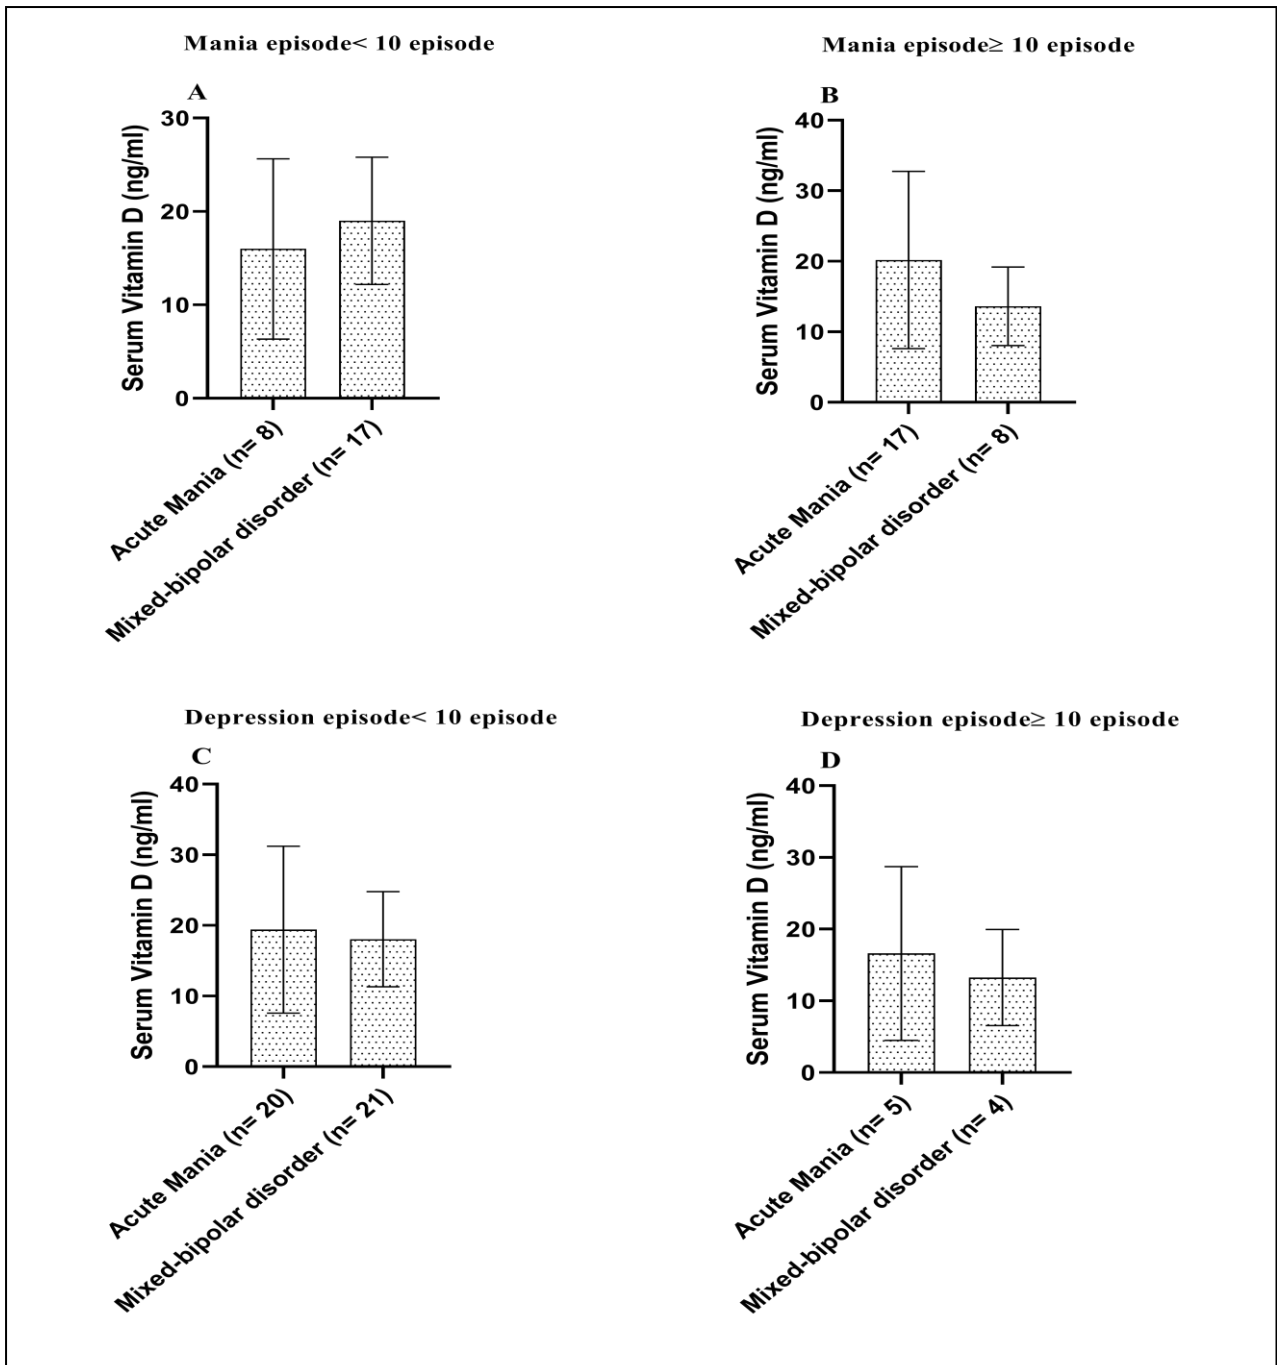 Mania episode< 10 episode
A
Serum Vitamin D (ng/ml)
30
20
10
0
Acute Mania (n= 8)
Mixed-bipolar disorder (n= 17)
Mania episode≥ 10 episode
B
Serum Vitamin D (ng/ml)
40
30
20
10
0
Acute Mania (n= 17)
Mixed-bipolar disorder (n= 8)
Depression episode< 10 episode
C
Serum Vitamin D (ng/ml)
40
30
20
10
0
Acute Mania (n= 20)
Mixed-bipolar disorder (n= 21)
Depression episode≥ 10 episode
D
Serum Vitamin D (ng/ml)
40
30
20
10
0
Acute Mania (n= 5)
Mixed-bipolar disorder (n= 4)